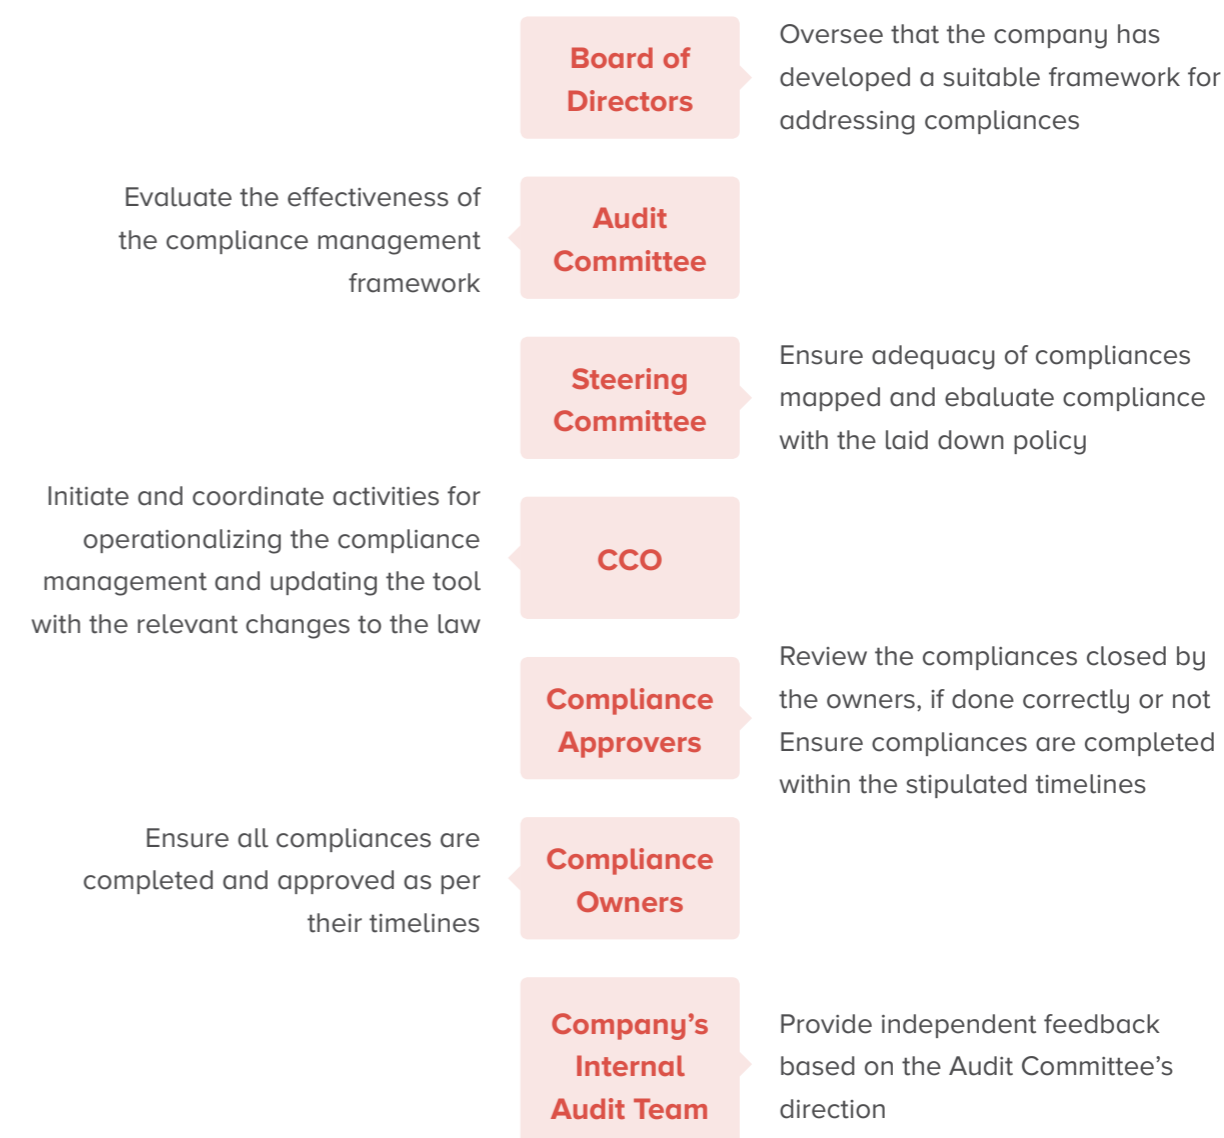 Board of
Directors
Oversee that the company has
developed a suitable framework for
addressing compliances
Evaluate the effectiveness of
the compliance management
framework
Audit
Committee
Steering
Committee
Ensure adequacy of compliances
mapped and ebaluate compliance
with the laid down policy
Initiate and coordinate activities for
operationalizing the compliance
management and updating the tool
with the relevant changes to the law
CCO
Compliance
Approvers
Review the compliances closed by
the owners, if done correctly or not
Ensure compliances are completed
within the stipulated timelines
Ensure all compliances are
completed and approved as per
their timelines
Compliance
Owners
Company’s
Internal
Audit Team
Provide independent feedback
based on the Audit Committee’s
direction